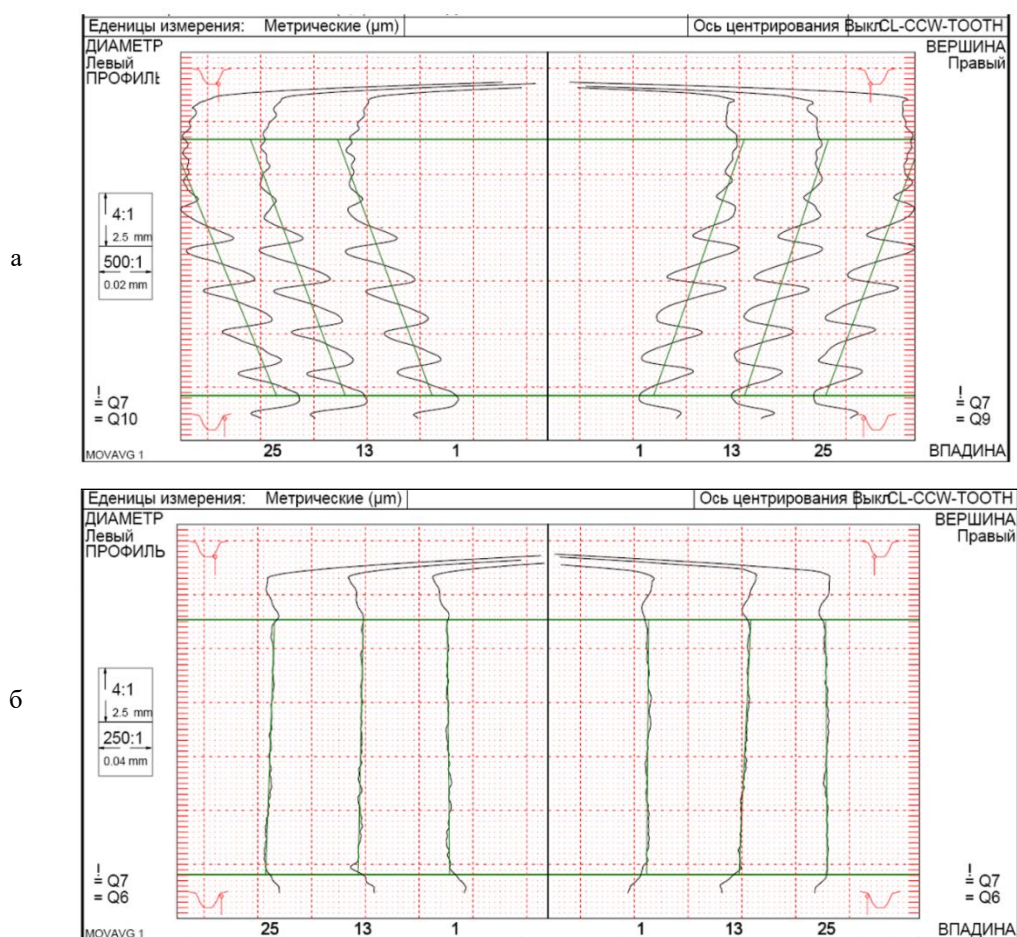 Еденицы измерения: Метрические (µm) Ось центрирования Выкл CL-CCW-TOOTH
ДИАМЕТР ВЕРШИНА
Левый Правый
ПРОФИЛЬ
4:1
2.5 mm
500:1
0.02 mm
а
! !
= Q7 = Q7
= Q10 = Q9
MOVAVG 1 25 13 1 1 13 25 ВПАДИНА
Еденицы измерения: Метрические (µm) Ось центрирования Выкл CL-CCW-TOOTH
ДИАМЕТР ВЕРШИНА
Левый Правый
ПРОФИЛЬ
4:1
2.5 mm
250:1
0.04 mm
б
! !
= Q7 = Q7
= Q6 = Q6
MOVAVG 1 25 13 1 1 13 25 ВПАДИНА